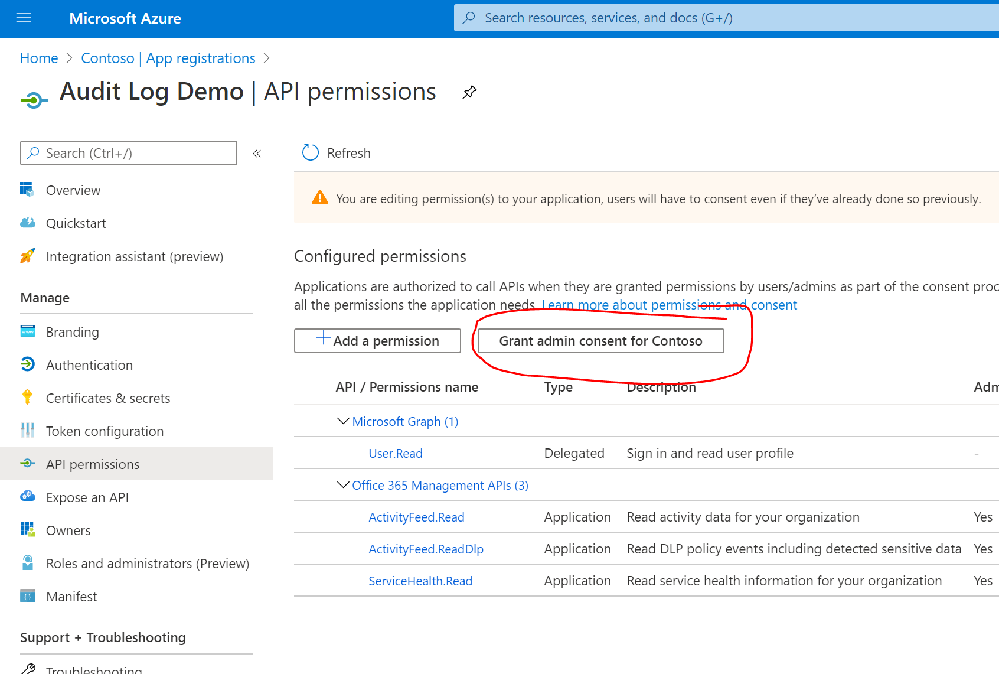 Microsoft Azure
Search resources, services, and docs (G+/)
Home > Contoso | App registrations >
Audit Log Demo | API permissions
Search (Ctrl+/)
«
Overview
Quickstart
Integration assistant (preview)
Manage
Branding
Authentication
Certificates & secrets
Token configuration
API permissions
Expose an API
Owners
Roles and administrators (Preview)
Manifest
Support + Troubleshooting
Troubleshooting
Refresh
You are editing permission(s) to your application, users will have to consent even if they've already done so previously.
Configured permissions
Applications are authorized to call APIs when they are granted permissions by users/admins as part of the consent proc
all the permissions the application needs. Learn more about permissions and consent
Add a permission
Grant admin consent for Contoso
API / Permissions name Type Description Adm
Microsoft Graph (1)
User.Read Delegated Sign in and read user profile -
Office 365 Management APIs (3)
ActivityFeed.Read Application Read activity data for your organization Yes
ActivityFeed.ReadDlp Application Read DLP policy events including detected sensitive data Yes
ServiceHealth.Read Application Read service health information for your organization Yes